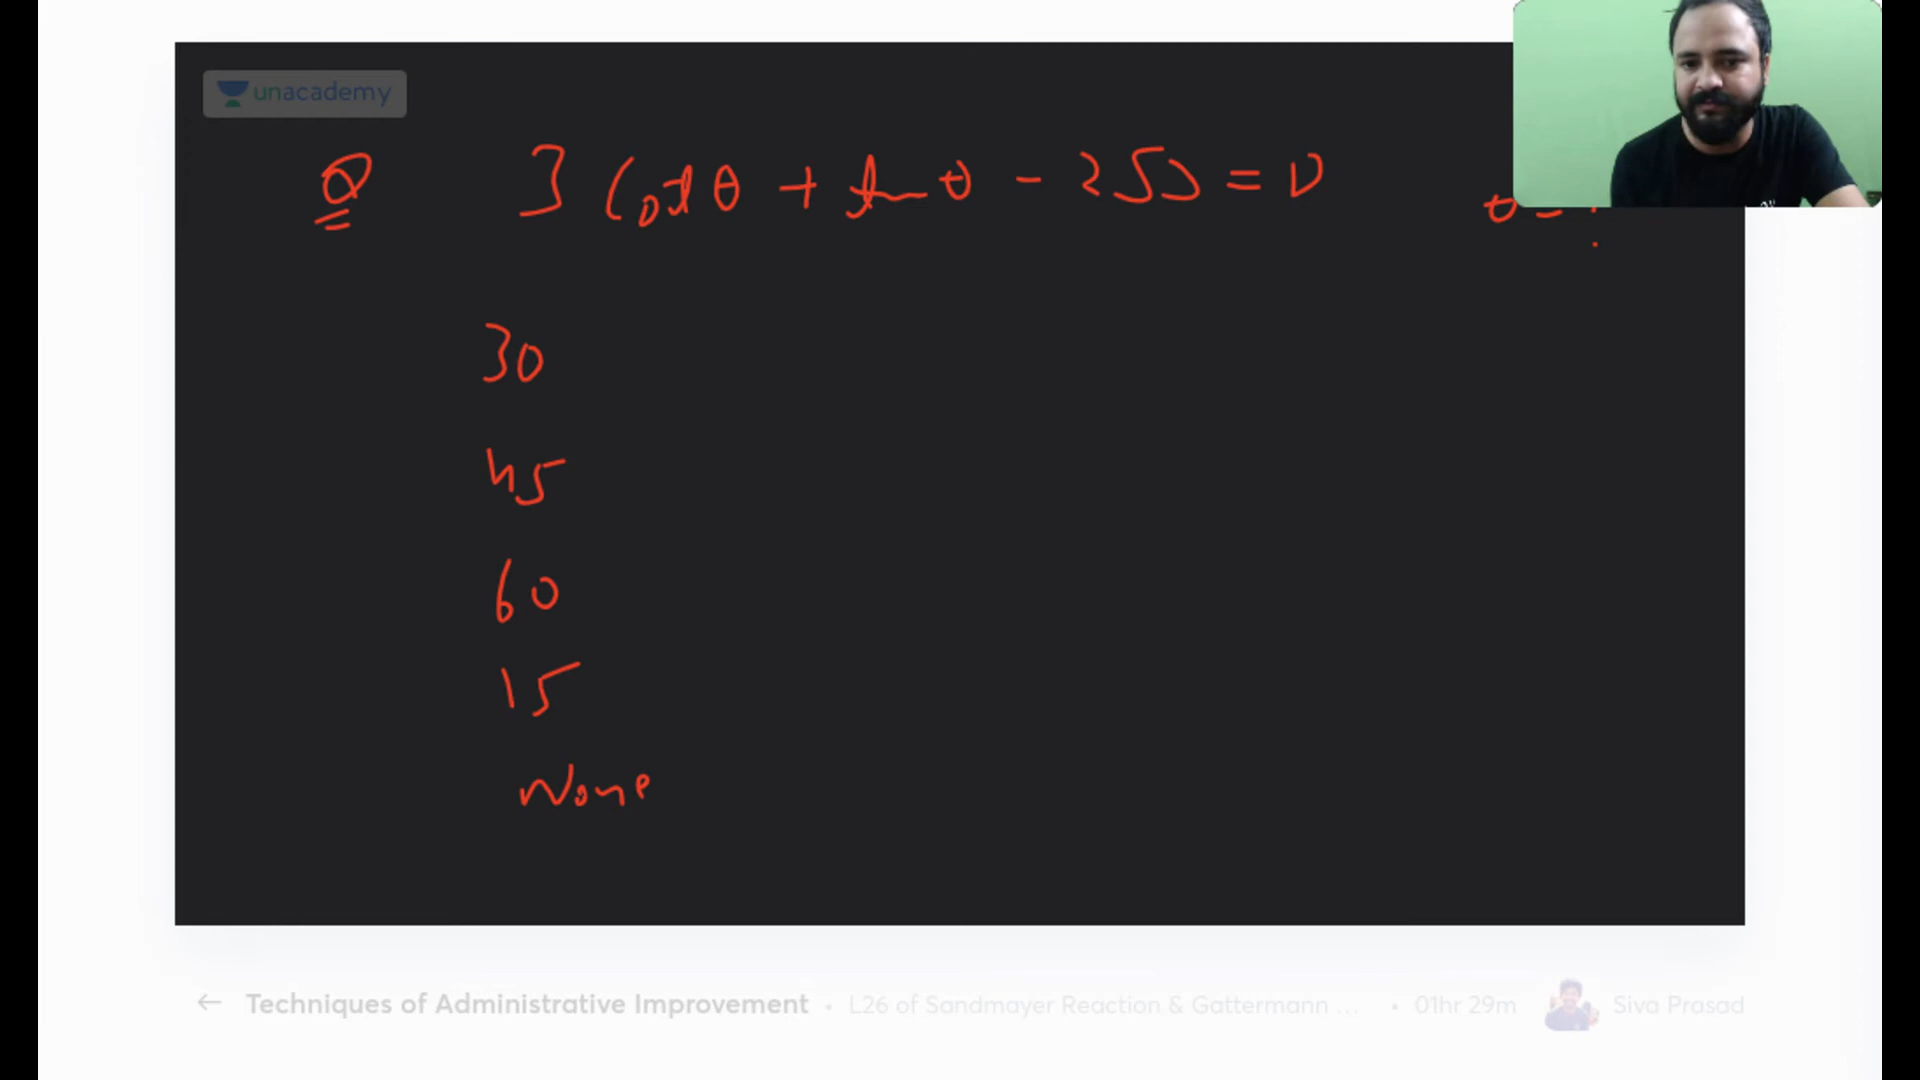 unacademy
Q 3 Cotθ + tanθ - 2√3 = 0
θ = ?
30
45
60
15
None
← Techniques of Administrative Improvement • L26 of Sandmayer Reaction & Gattermann ... • 01hr 29m Siva Prasad